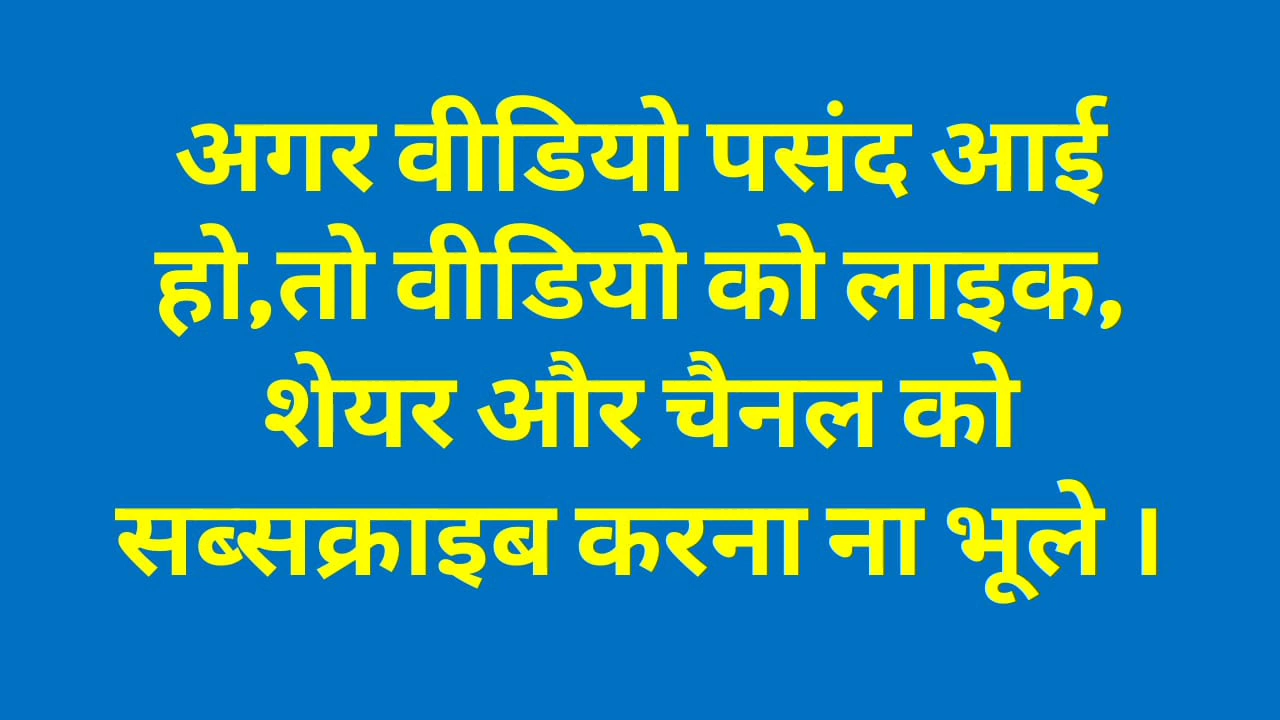 अगर वीडियो पसंद आई
हो,तो वीडियो को लाइक,
शेयर और चैनल को
सब्सक्राइब करना ना भूले ।